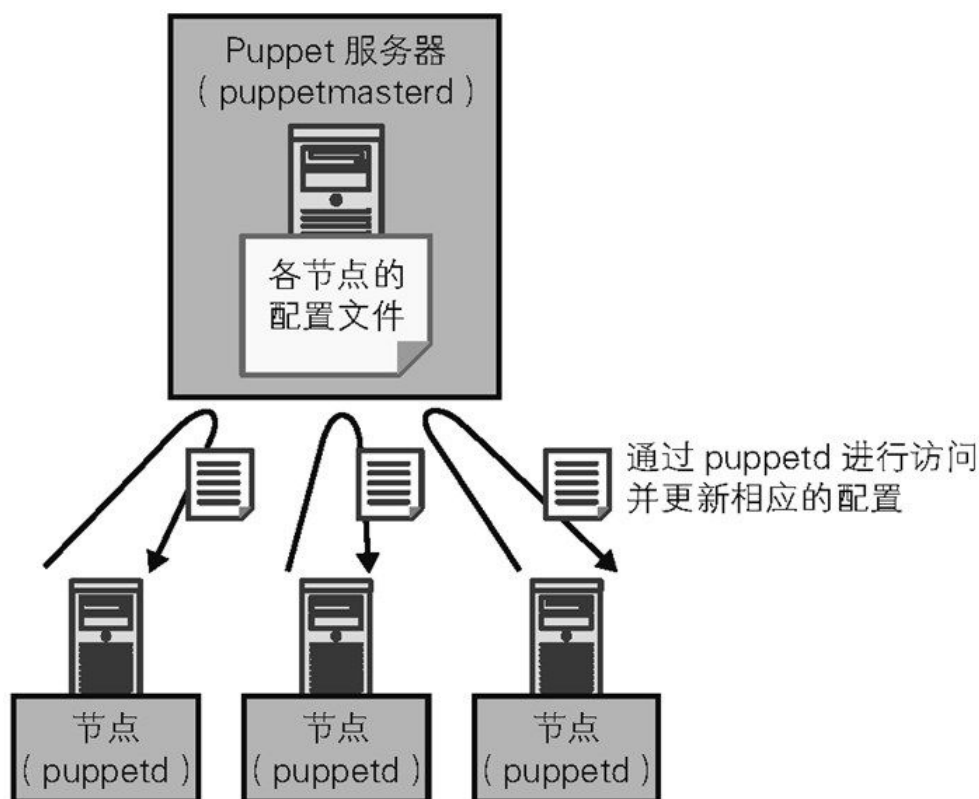 Puppet 服务器
（puppetmasterd）
各节点的
配置文件
通过 puppetd 进行访问
并更新相应的配置
节点
（puppetd）
节点
（puppetd）
节点
（puppetd）